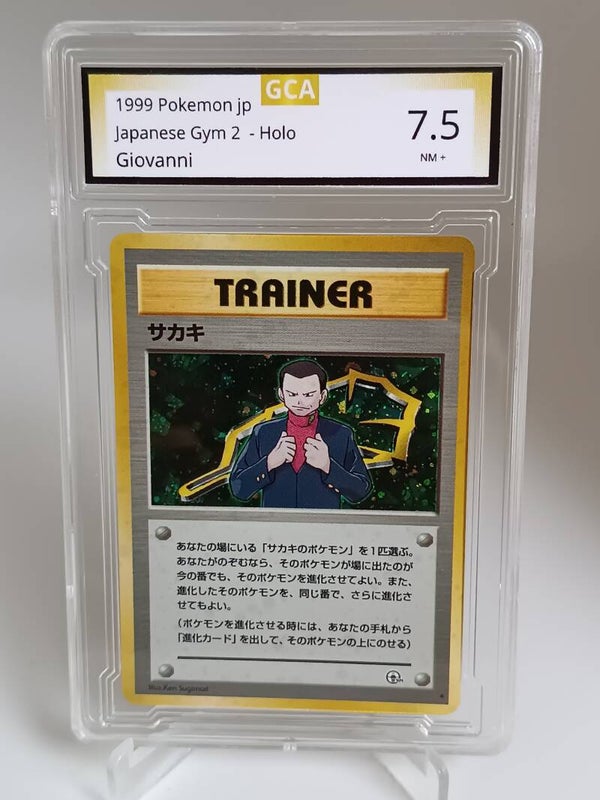 GCA
1999 Pokemon jp
Japanese Gym 2 - Holo
Giovanni
7.5
NM +
TRAINER
サカキ
あなたの場にいる「サカキのポケモン」を1匹選ぶ。
あなたがのぞむなら、そのポケモンが場に出たのが
今の番でも、そのポケモンを進化させてよい。また、
進化したそのポケモンを、同じ番で、さらに進化さ
せてもよい。
(ポケモンを進化させる時には、あなたの手札から
「進化カード」を出して、そのポケモンの上にのせる)
Illus. Ken Sugimori